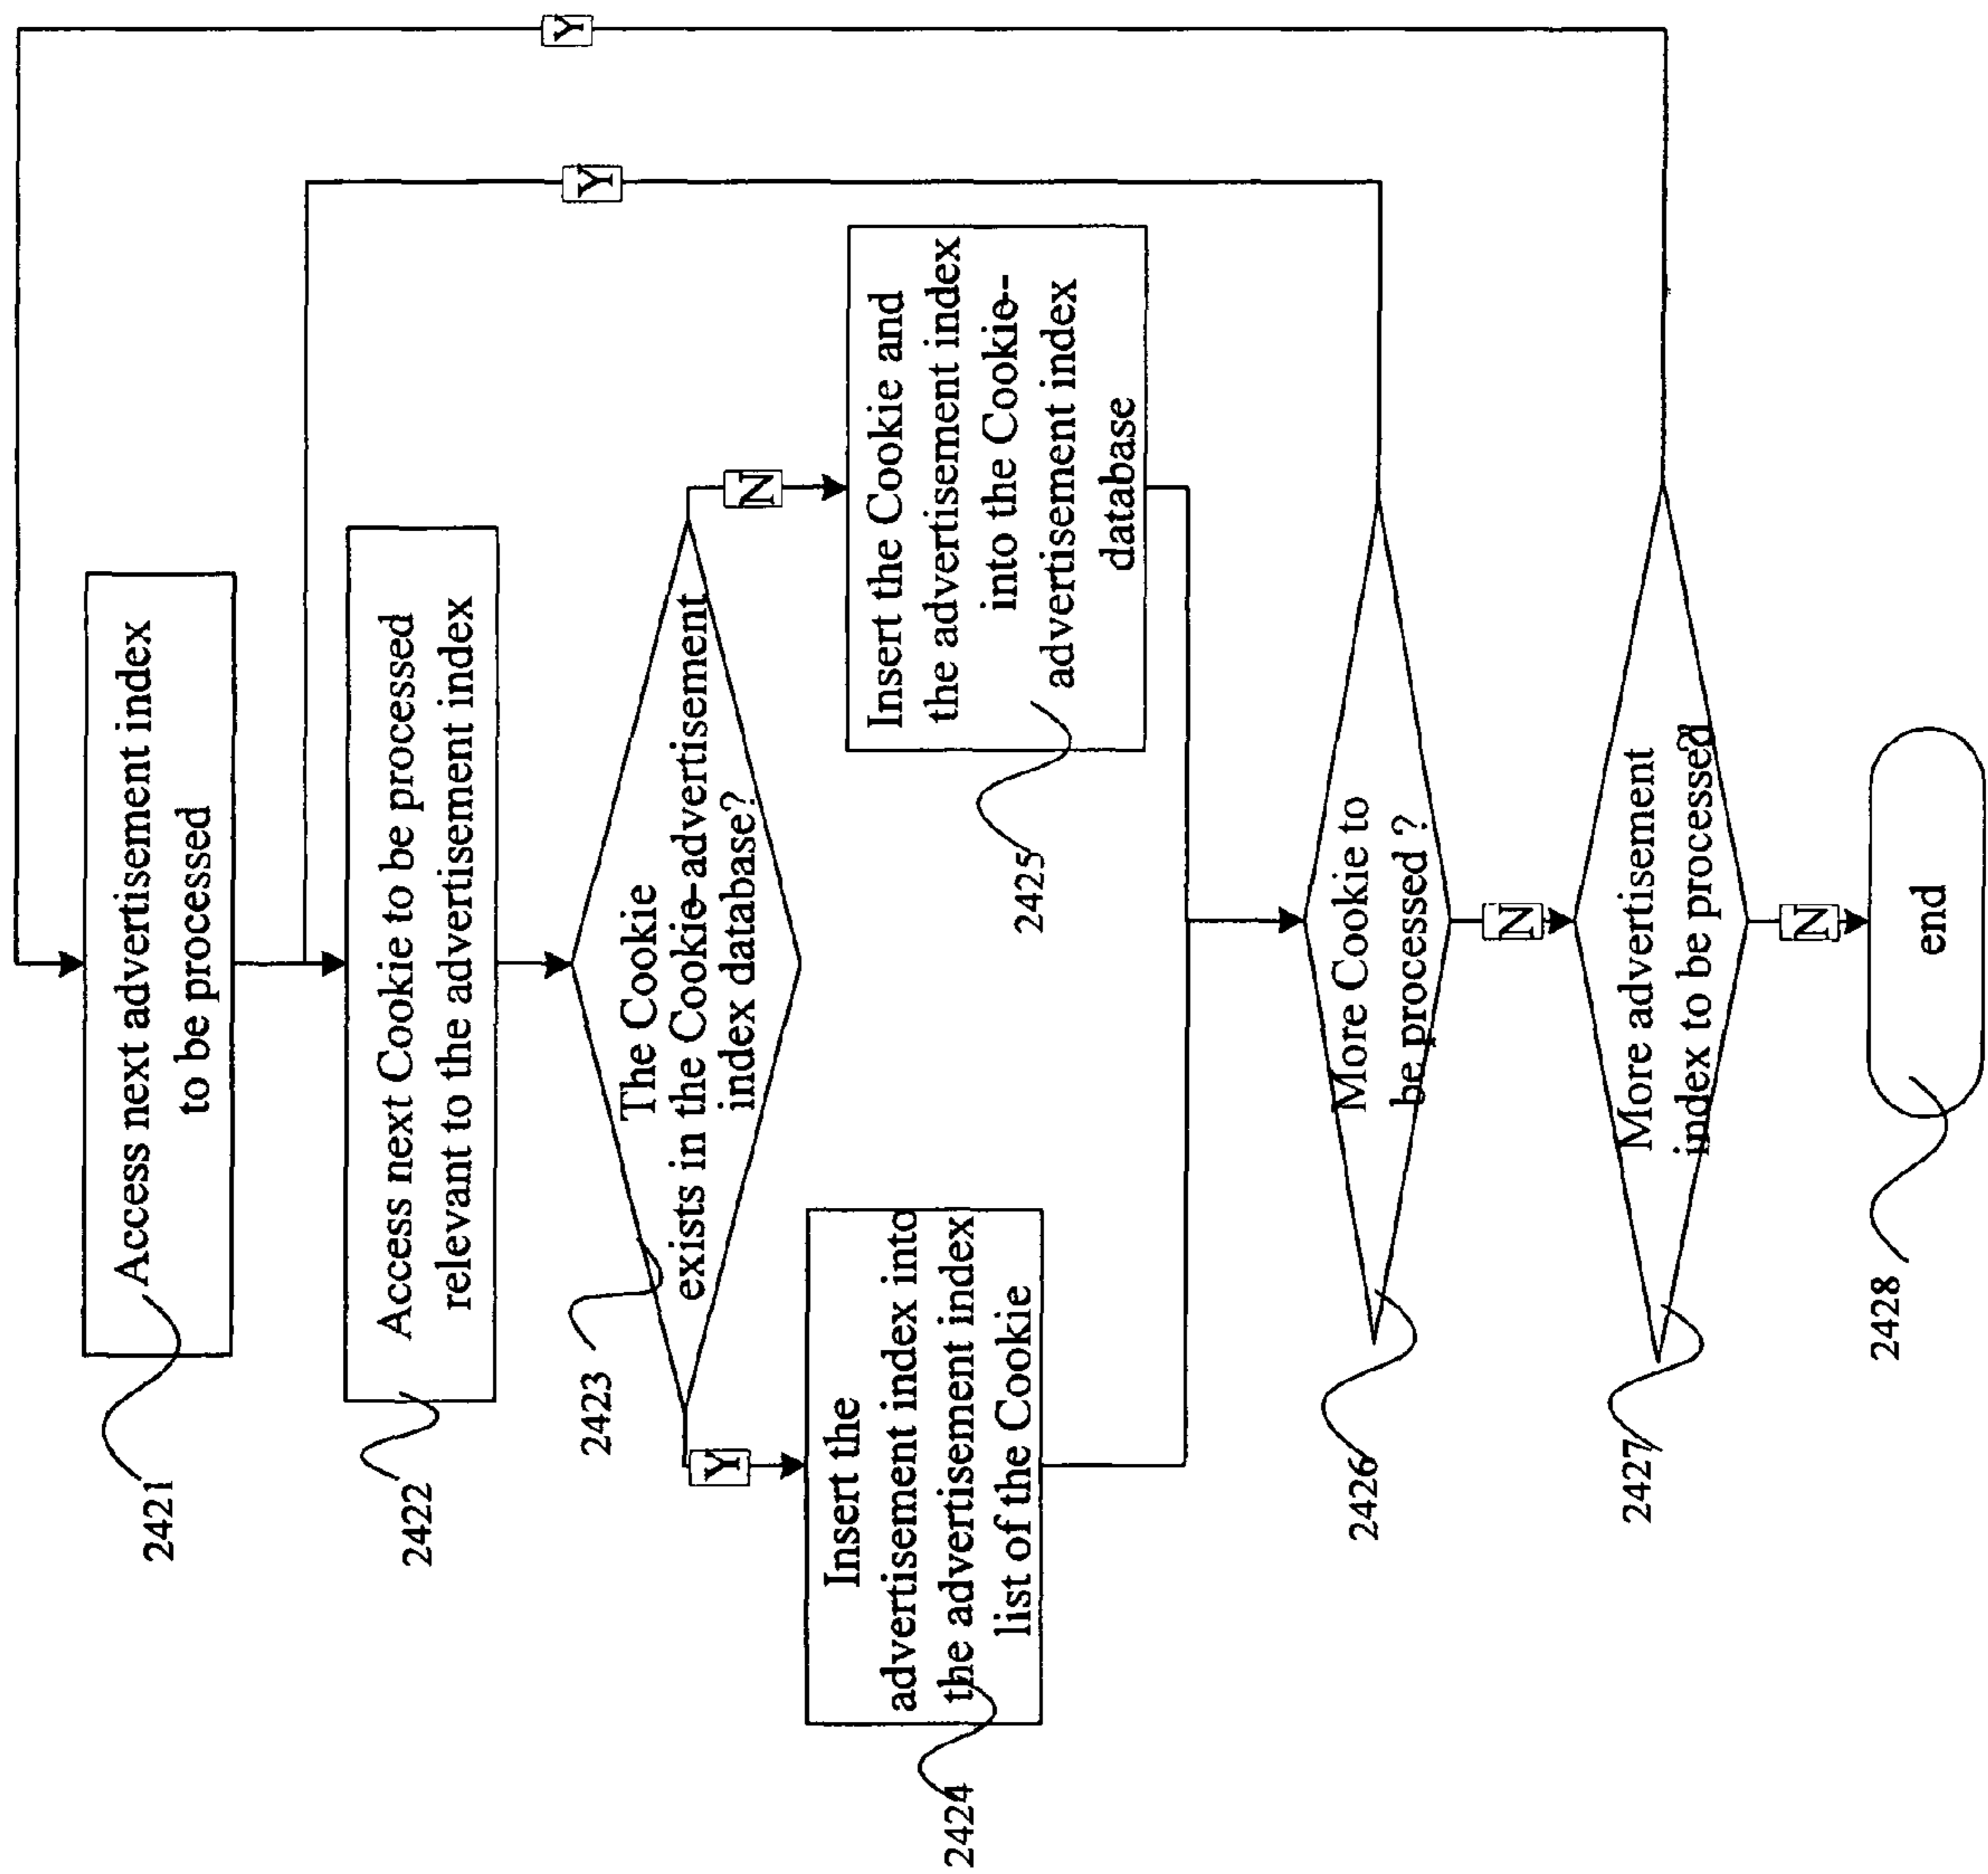 Y
Y
Access next advertisement index
to be processed
2421
Access next Cookie to be processed
relevant to the advertisement index
2422
The Cookie
exists in the Cookie-advertisement
index database?
2423
Y
N
Insert the
advertisement index into
the advertisement index
list of the Cookie
2424
Insert the Cookie and
the advertisement index
into the Cookie--
advertisement index
database
2425
More Cookie to
be processed ?
2426
N
More advertisement
index to be processed?
2427
N
end
2428